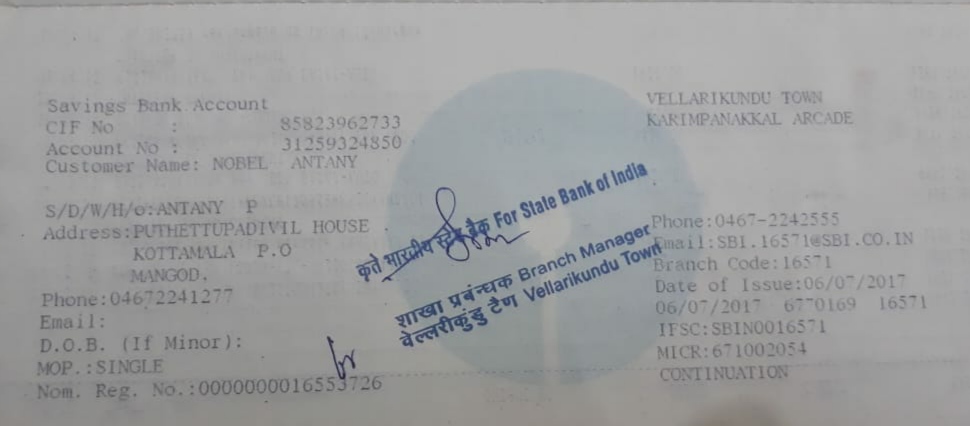 Savings Bank Account
CIF No : 85823962733
Account No : 31259324850
Customer Name: NOBEL ANTANY
S/D/W/H/o:ANTANY P
Address:PUTHETTUPADIVIL HOUSE
KOTTAMALA P.O
MANGOD.
Phone:04672241277
Email:
D.O.B. (If Minor):
MOP.:SINGLE
Nom. Reg. No.:0000000016553726
कृते भारतीय स्टेट बैंक For State Bank of India
शाखा प्रबंन्धक Branch Manager
वेल्लरीकुंडु टैण Vellarikundu Town
VELLARIKUNDU TOWN
KARIMPANAKKAL ARCADE
Phone:0467-2242555
Email:SBI.16571@SBI.CO.IN
Branch Code:16571
Date of Issue:06/07/2017
06/07/2017 6770169 16571
IFSC:SBIN0016571
MICR:671002054
CONTINUATION